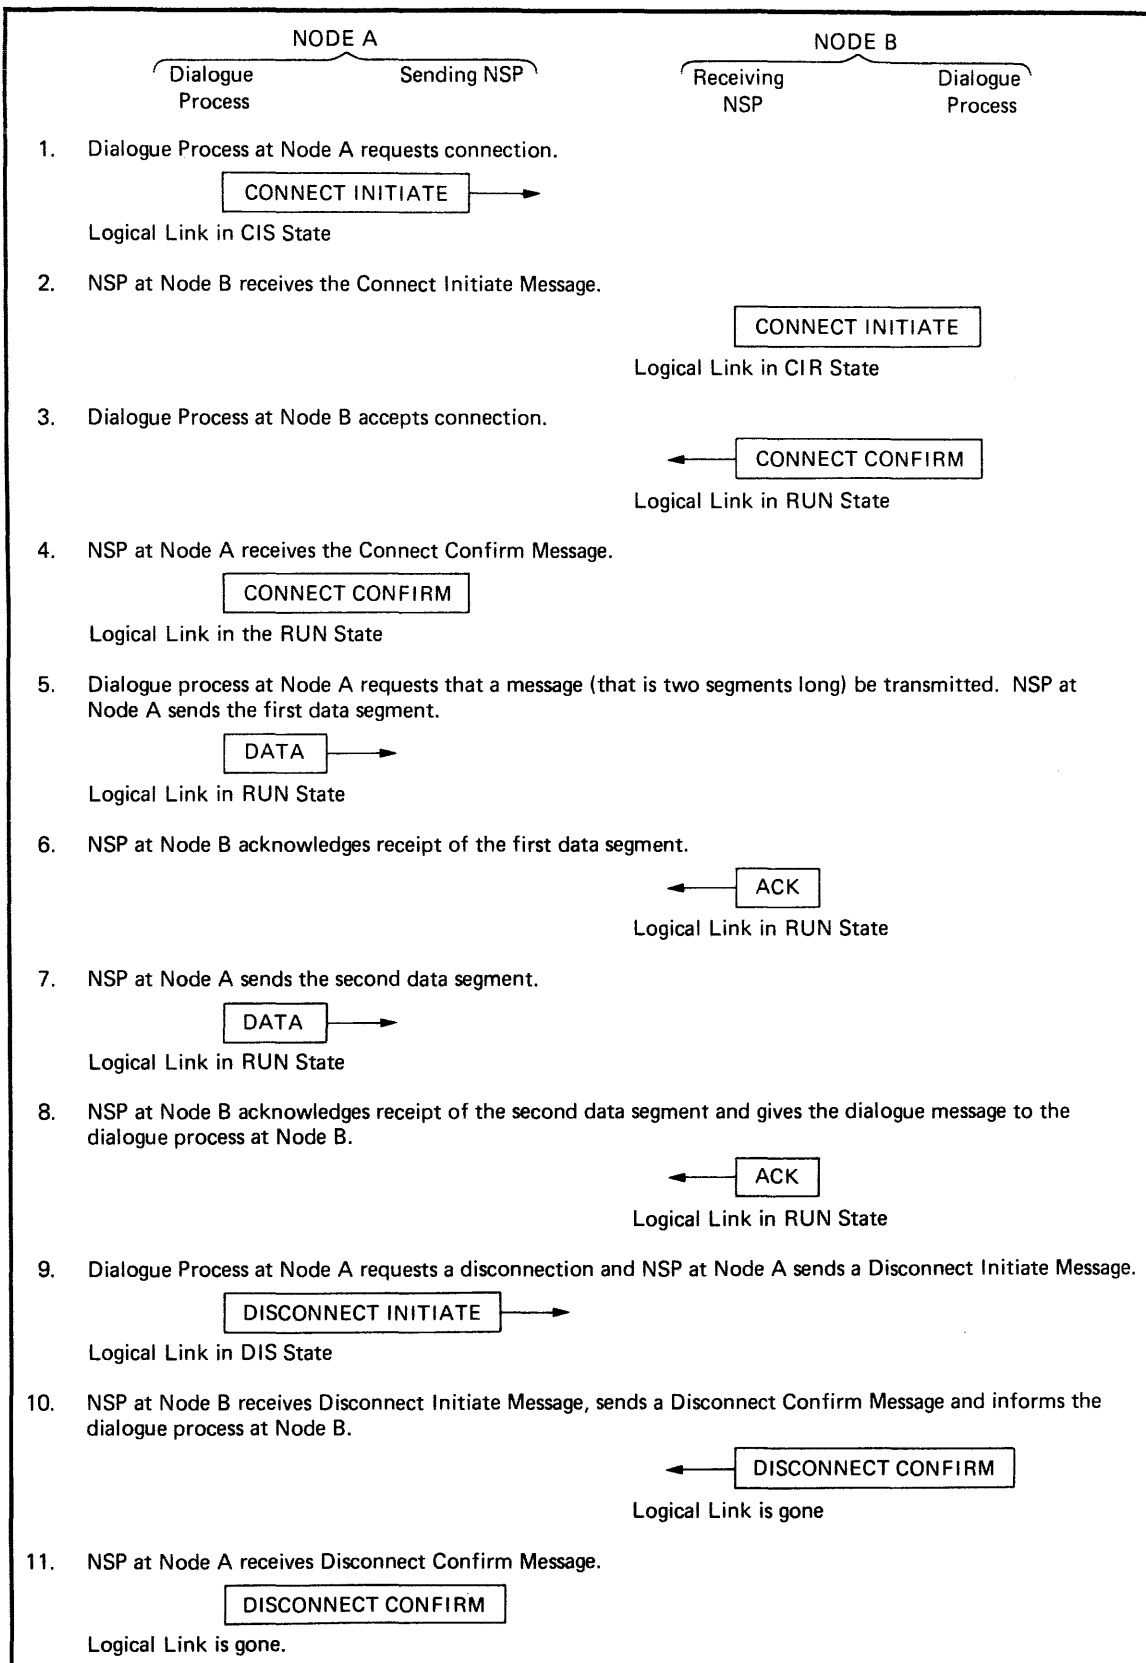 NODE A
NODE B
Dialogue Process
Sending NSP
Receiving NSP
Dialogue Process
1. Dialogue Process at Node A requests connection.
CONNECT INITIATE
Logical Link in CIS State
2. NSP at Node B receives the Connect Initiate Message.
CONNECT INITIATE
Logical Link in CIR State
3. Dialogue Process at Node B accepts connection.
CONNECT CONFIRM
Logical Link in RUN State
4. NSP at Node A receives the Connect Confirm Message.
CONNECT CONFIRM
Logical Link in the RUN State
5. Dialogue process at Node A requests that a message (that is two segments long) be transmitted. NSP at
Node A sends the first data segment.
DATA
Logical Link in RUN State
6. NSP at Node B acknowledges receipt of the first data segment.
ACK
Logical Link in RUN State
7. NSP at Node A sends the second data segment.
DATA
Logical Link in RUN State
8. NSP at Node B acknowledges receipt of the second data segment and gives the dialogue message to the
dialogue process at Node B.
ACK
Logical Link in RUN State
9. Dialogue Process at Node A requests a disconnection and NSP at Node A sends a Disconnect Initiate Message.
DISCONNECT INITIATE
Logical Link in DIS State
10. NSP at Node B receives Disconnect Initiate Message, sends a Disconnect Confirm Message and informs the
dialogue process at Node B.
DISCONNECT CONFIRM
Logical Link is gone
11. NSP at Node A receives Disconnect Confirm Message.
DISCONNECT CONFIRM
Logical Link is gone.